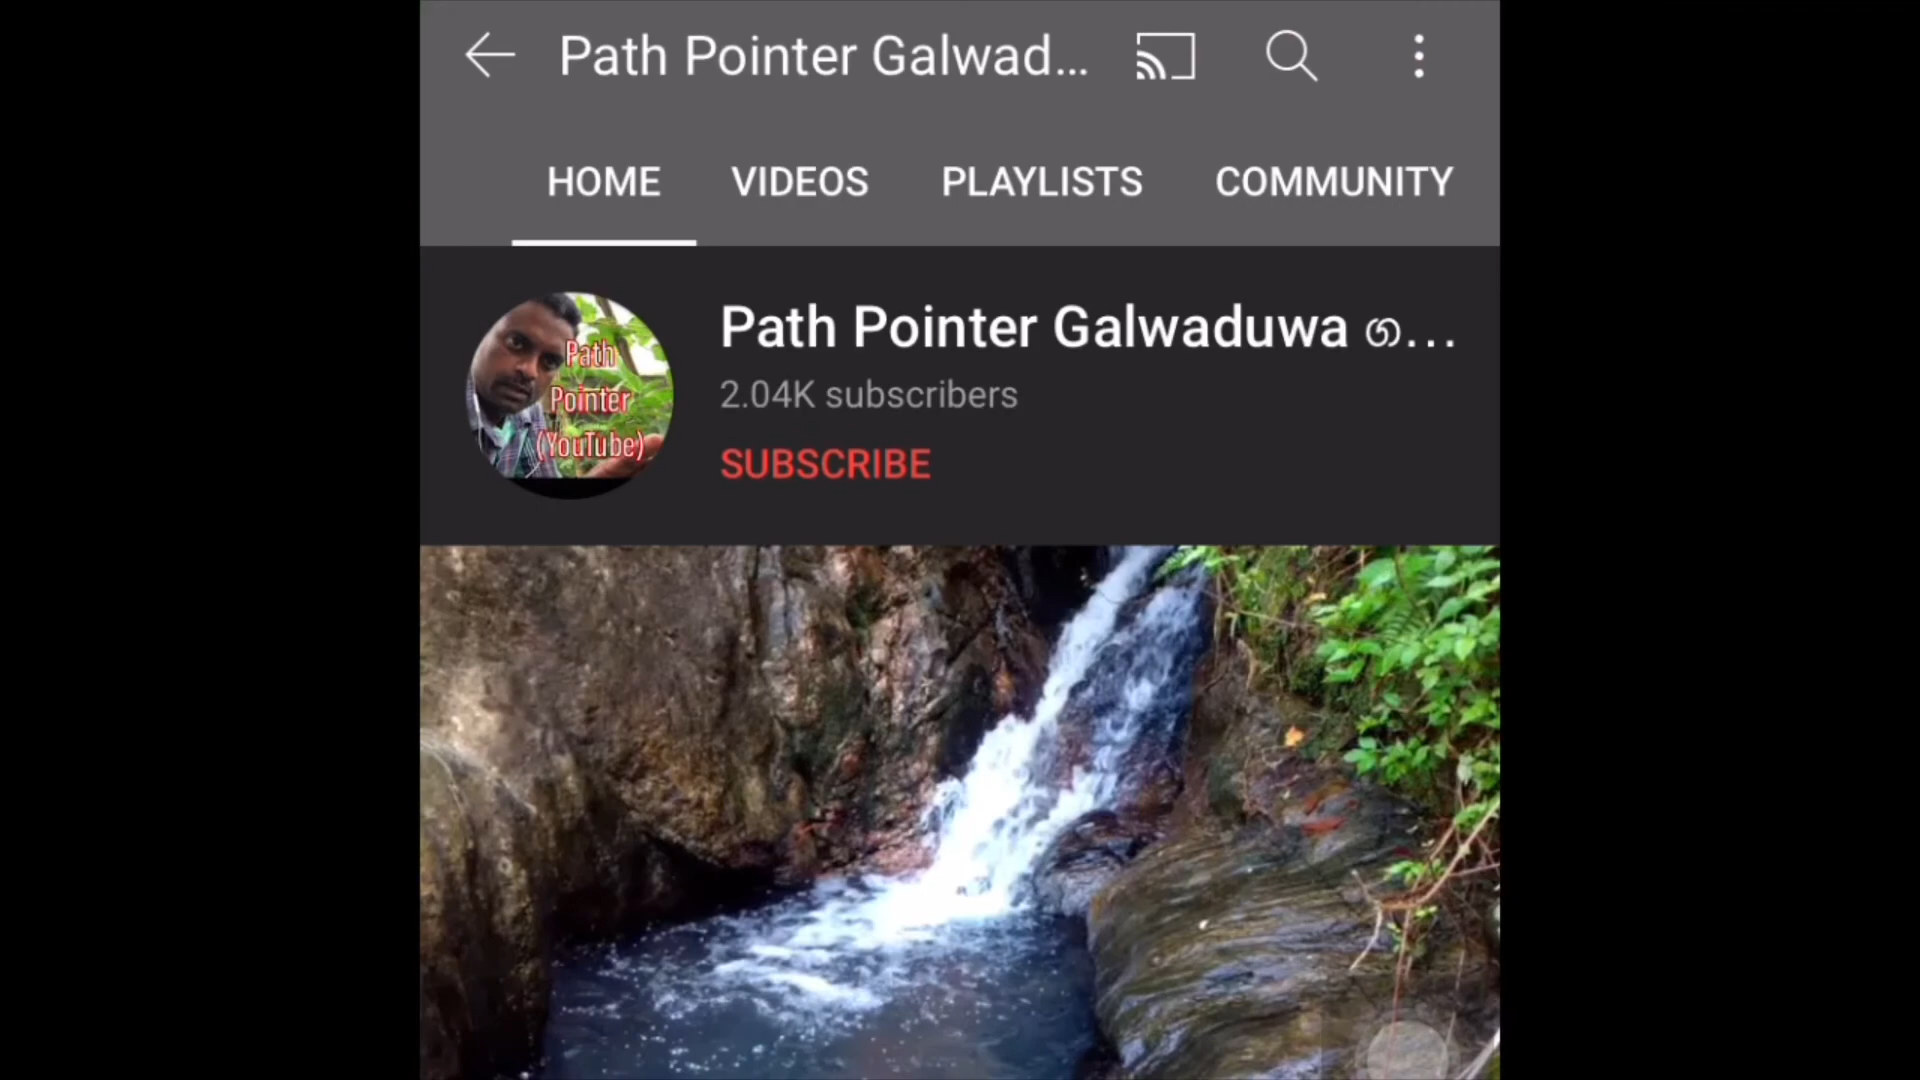 Path Pointer Galwad...
HOME VIDEOS PLAYLISTS COMMUNITY
Path Pointer Galwaduwa ග...
2.04K subscribers
SUBSCRIBE
Path
Pointer
(YouTube)